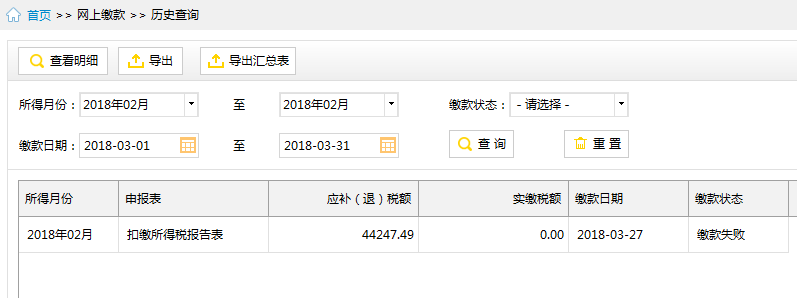 首页 >> 网上缴款 >> 历史查询
查看明细 导出 导出汇总表
所得月份： 2018年02月 至 2018年02月 缴款状态： - 请选择 -
缴款日期： 2018-03-01 至 2018-03-31 查 询 重 置
所得月份 申报表 应补（退）税额 实缴税额 缴款日期 缴款状态
2018年02月 扣缴所得税报告表 44247.49 0.00 2018-03-27 缴款失败